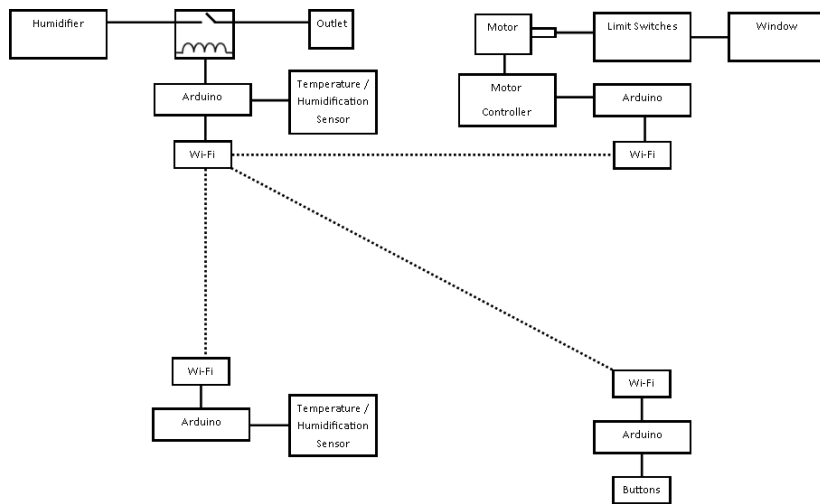 Humidifier
Outlet
Motor
Limit Switches
Window
Arduino
Temperature /
Humidification
Sensor
Motor
Controller
Arduino
Wi-Fi
Wi-Fi
Wi-Fi
Arduino
Temperature /
Humidification
Sensor
Wi-Fi
Arduino
Buttons